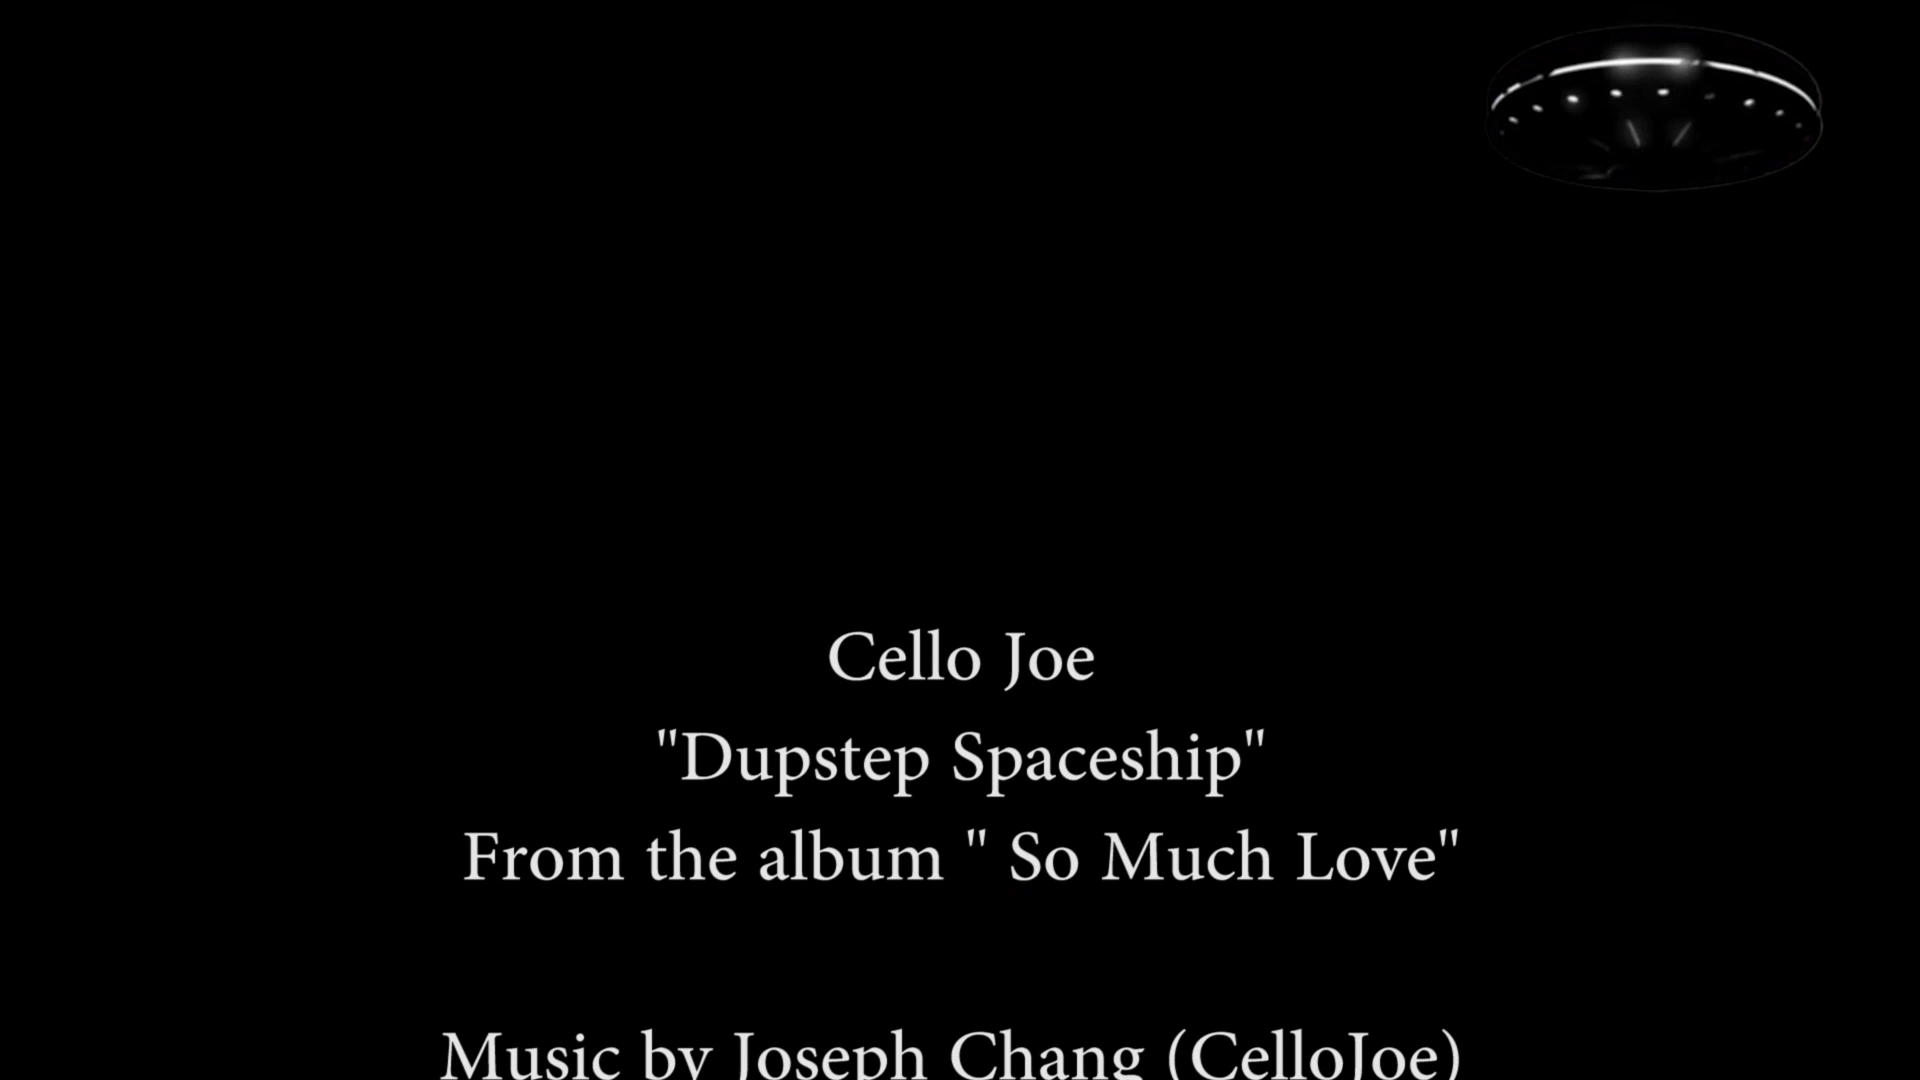 Cello Joe
"Dupstep Spaceship"
From the album " So Much Love"
Music by Joseph Chang (CelloJoe)